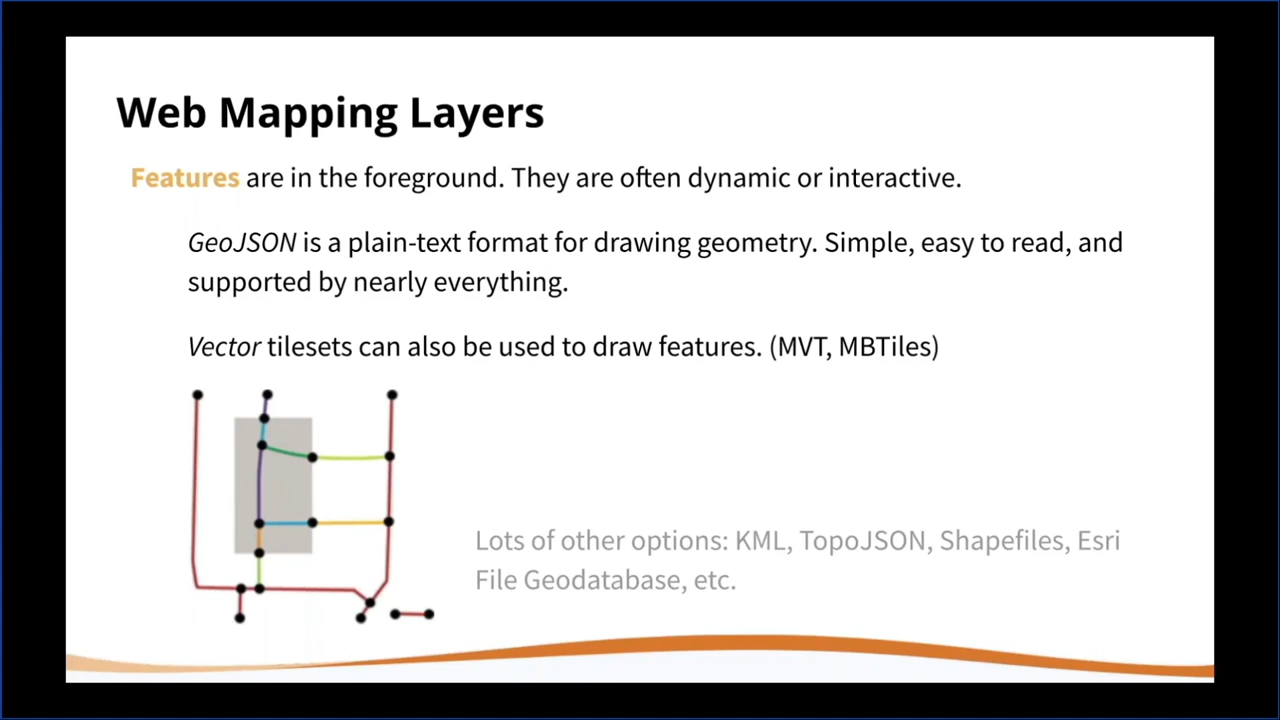 Web Mapping Layers
Features are in the foreground. They are often dynamic or interactive.
GeoJSON is a plain-text format for drawing geometry. Simple, easy to read, and
supported by nearly everything.
Vector tilesets can also be used to draw features. (MVT, MBTiles)
Lots of other options: KML, TopoJSON, Shapefiles, Esri
File Geodatabase, etc.